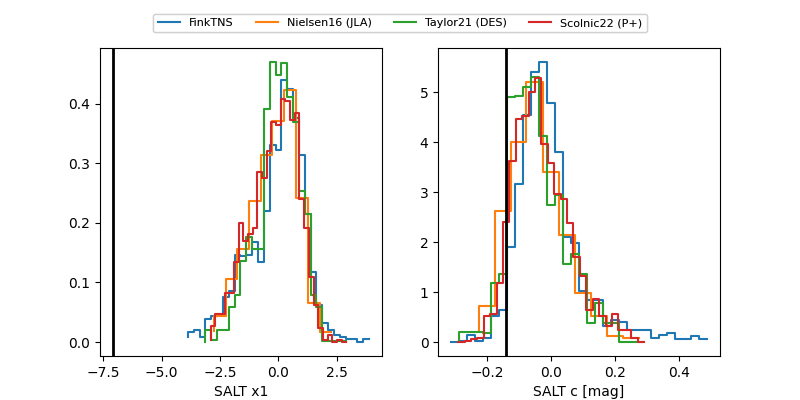 FinkTNS Nielsen16 (JLA) Taylor21 (DES) Scolnic22 (P+)
0.4
0.3
0.2
0.1
0.0
−7.5 −5.0 −2.5 0.0 2.5
SALT x1
5
4
3
2
1
0
−0.2 0.0 0.2 0.4
SALT c [mag]